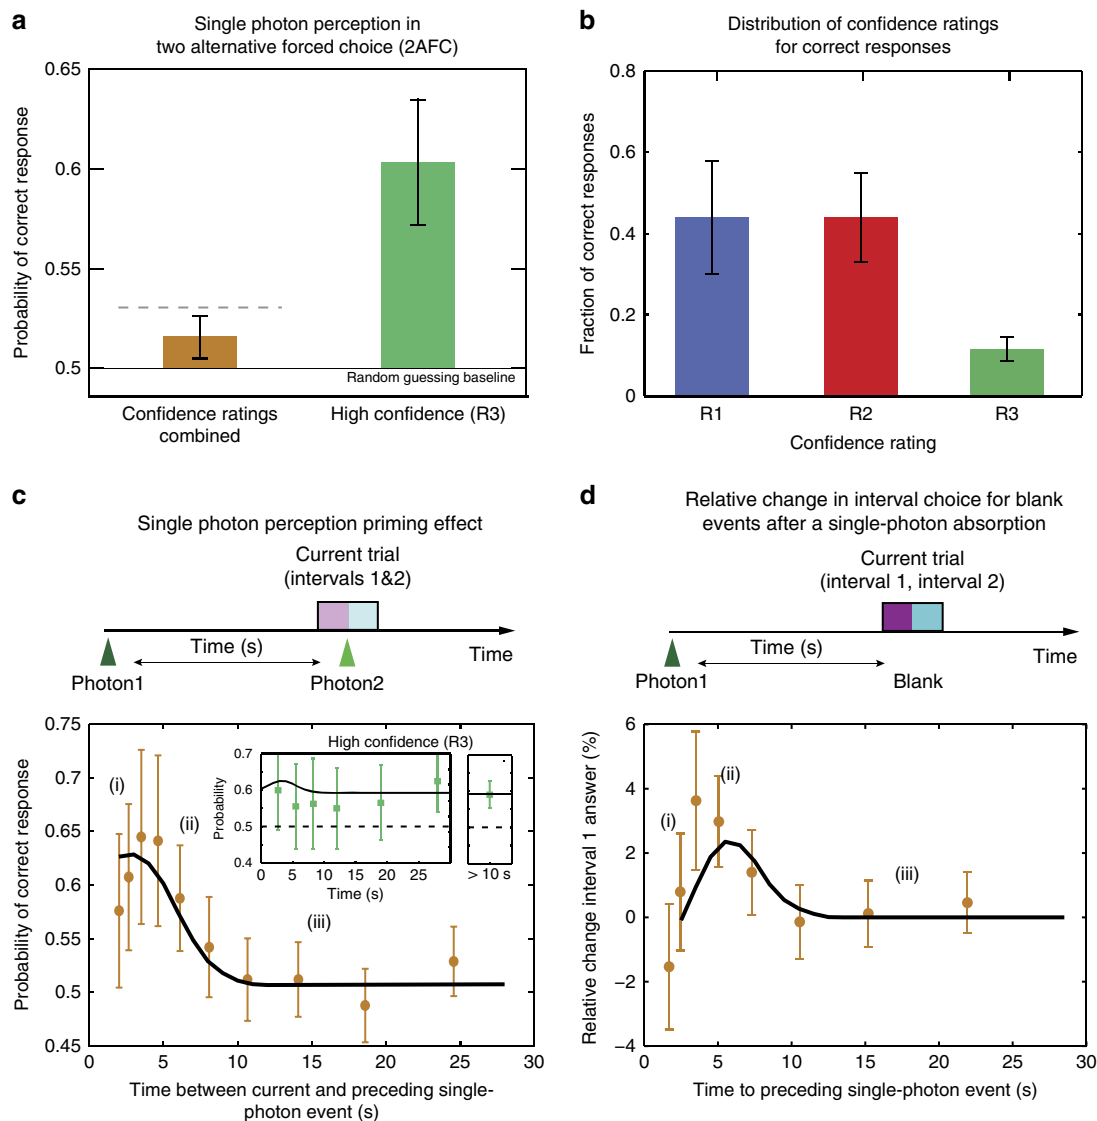 a
Single photon perception in
two alternative forced choice (2AFC)
Probability of correct response
0.65
0.6
0.55
0.5
Random guessing baseline
Confidence ratings
combined
High confidence (R3)
b
Distribution of confidence ratings
for correct responses
Fraction of correct responses
0.8
0.6
0.4
0.2
0
R1
R2
R3
Confidence rating
c
Single photon perception priming effect
Current trial
(intervals 1&2)
Time (s)
Time
Photon1
Photon2
Probability of correct response
0.75
0.7
0.65
0.6
0.55
0.5
0.45
(i)
(ii)
(iii)
High confidence (R3)
Probability
0.7
0.6
0.5
0.4
0 5 10 15 20 25
> 10 s
Time (s)
0 5 10 15 20 25 30
Time between current and preceding single-
photon event (s)
d
Relative change in interval choice for blank
events after a single-photon absorption
Current trial
(interval 1, interval 2)
Time (s)
Time
Photon1
Blank
Relative change interval 1 answer (%)
6
4
2
0
−2
−4
(i)
(ii)
(iii)
0 5 10 15 20 25 30
Time to preceding single-photon event (s)